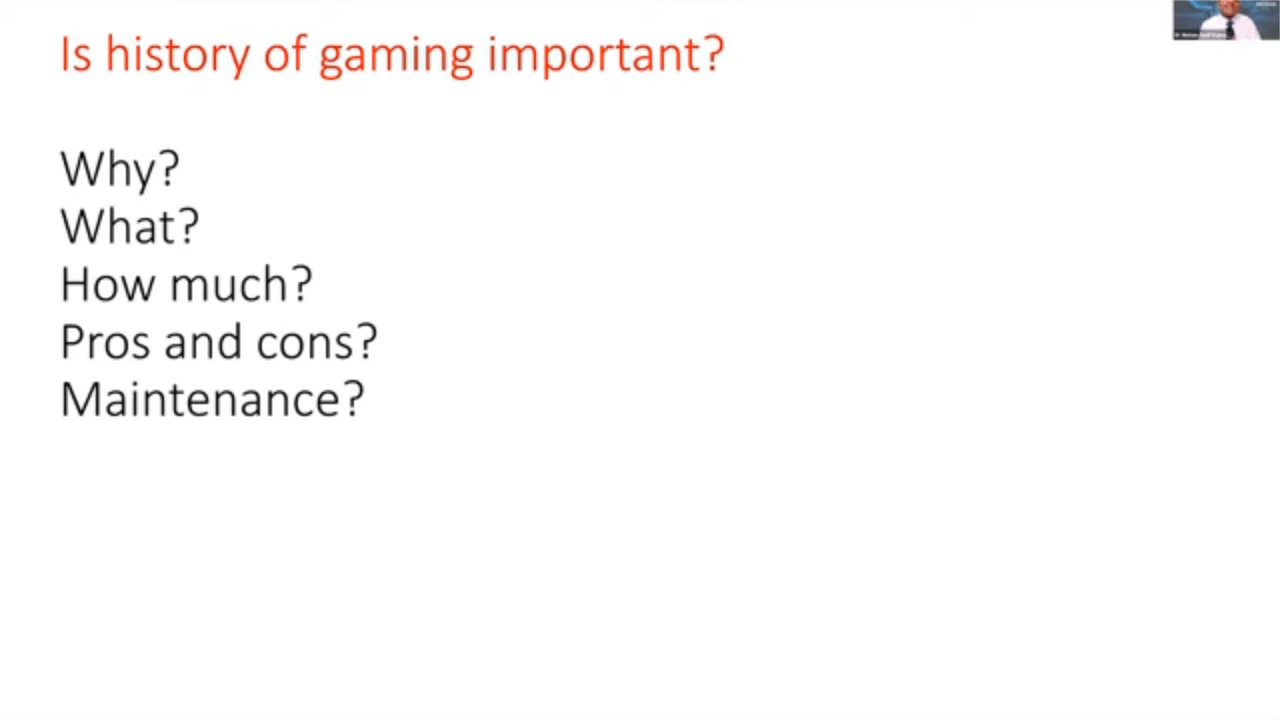 Is history of gaming important?
Why?
What?
How much?
Pros and cons?
Maintenance?